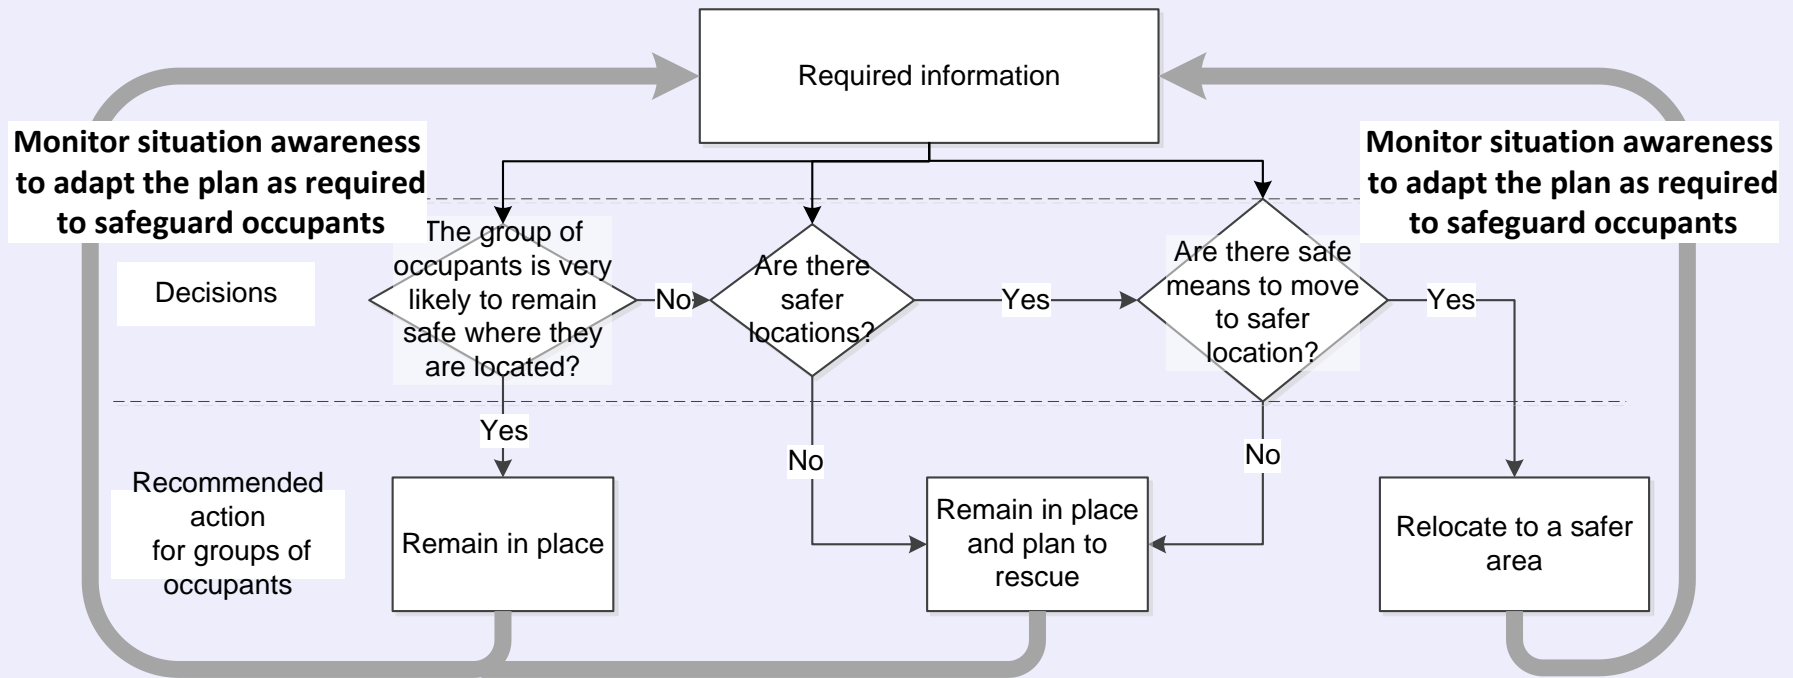 Required information
Monitor situation awareness
to adapt the plan as required
to safeguard occupants
Monitor situation awareness
to adapt the plan as required
to safeguard occupants
Decisions
The group of
occupants is very
likely to remain
safe where they
are located?
No
Are there
safer
locations?
Yes
Are there safe
means to move
to safer
location?
Yes
Yes
No
No
Recommended
action
for groups of
occupants
Remain in place
Remain in place
and plan to
rescue
Relocate to a safer
area